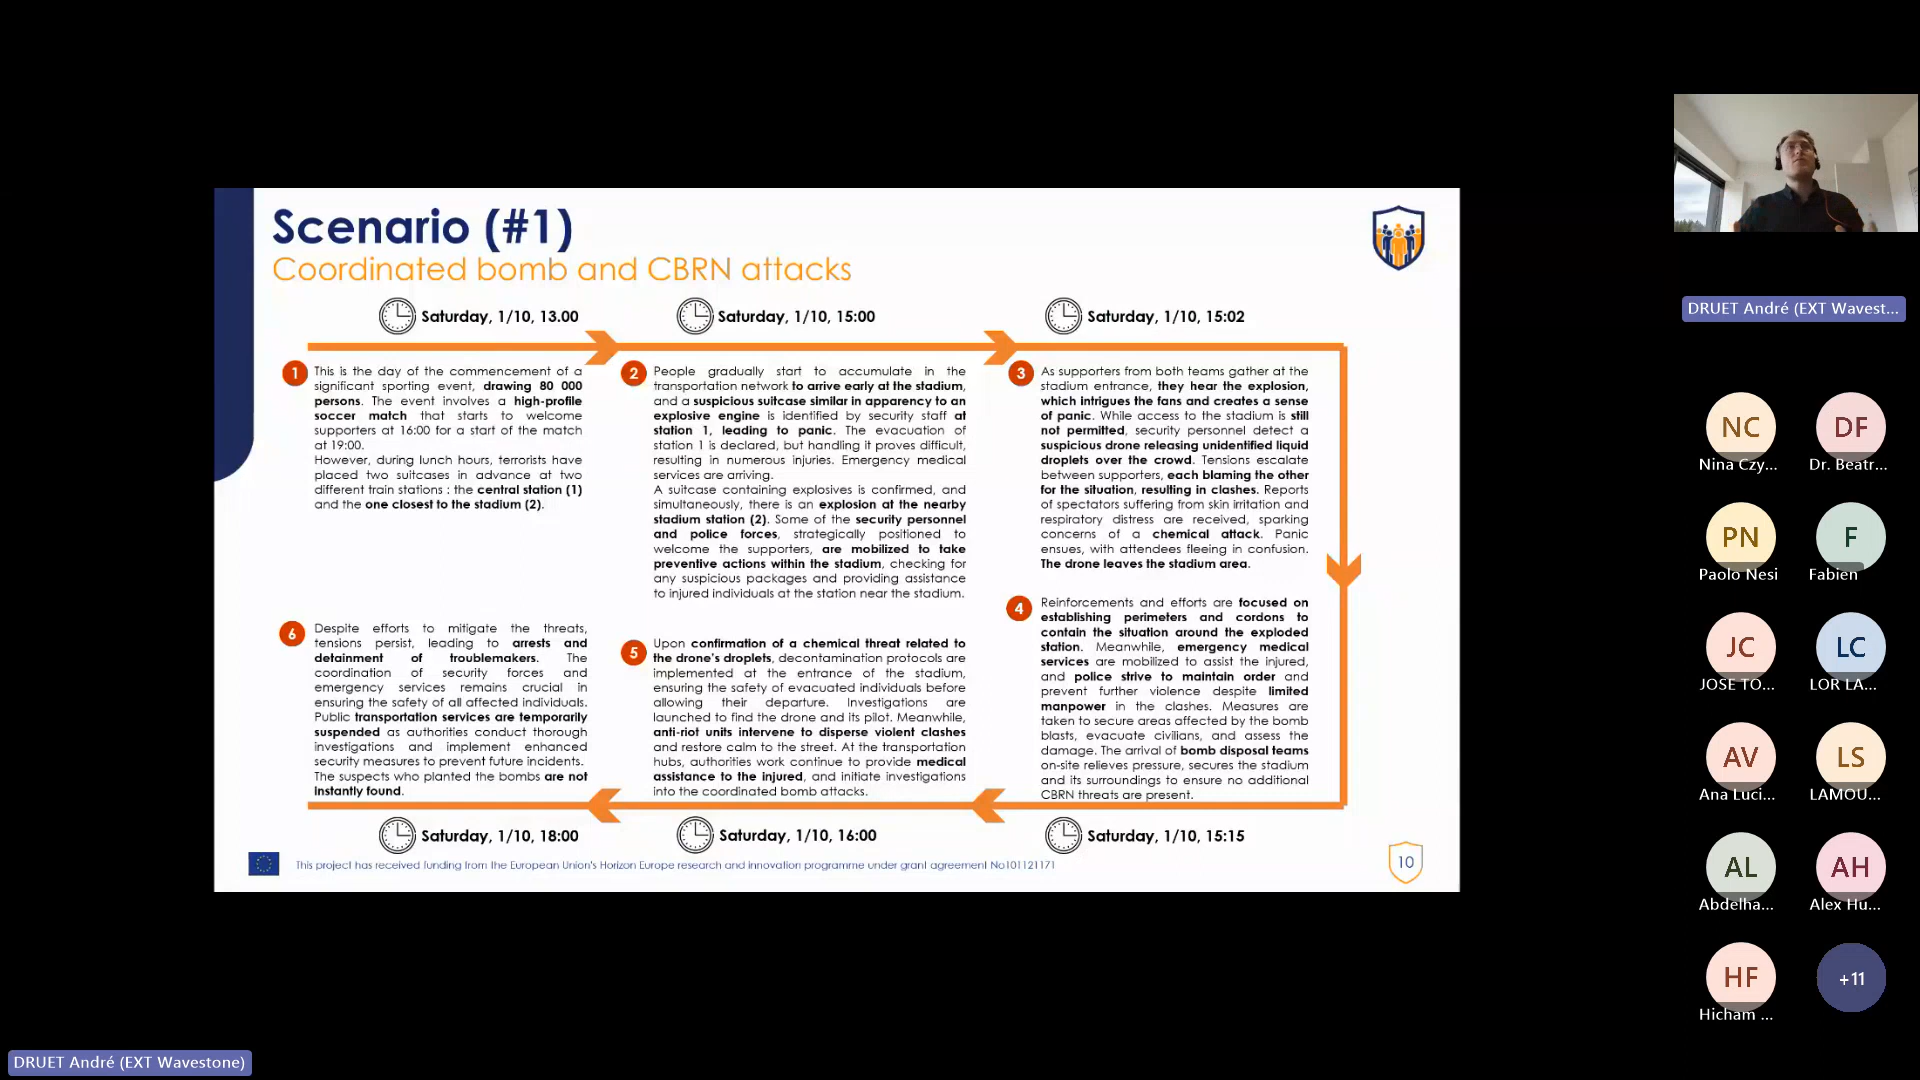 Scenario (#1)
Coordinated bomb and CBRN attacks
Saturday, 1/10, 13.00
Saturday, 1/10, 15:00
Saturday, 1/10, 15:02
1
This is the day of the commencement of a
significant sporting event, drawing 80 000
persons. The event involves a high-profile
soccer match that starts to welcome
supporters at 16:00 for a start of the match
at 19:00.
However, during lunch hours, terrorists have
placed two suitcases in advance at two
different train stations : the central station (1)
and the one closest to the stadium (2).
2
People gradually start to accumulate in the
transportation network to arrive early at the stadium,
and a suspicious suitcase similar in apparency to an
explosive engine is identified by security staff at
station 1, leading to panic. The evacuation of
station 1 is declared, but handling it proves difficult,
resulting in numerous injuries. Emergency medical
services are arriving.
A suitcase containing explosives is confirmed, and
simultaneously, there is an explosion at the nearby
stadium station (2). Some of the security personnel
and police forces, strategically positioned to
welcome the supporters, are mobilized to take
preventive actions within the stadium, checking for
any suspicious packages and providing assistance
to injured individuals at the station near the stadium.
3
As supporters from both teams gather at the
stadium entrance, they hear the explosion,
which intrigues the fans and creates a sense
of panic. While access to the stadium is still
not permitted, security personnel detect a
suspicious drone releasing unidentified liquid
droplets over the crowd. Tensions escalate
between supporters, each blaming the other
for the situation, resulting in clashes. Reports
of spectators suffering from skin irritation and
respiratory distress are received, sparking
concerns of a chemical attack. Panic
ensues, with attendees fleeing in confusion.
The drone leaves the stadium area.
4
Reinforcements and efforts are focused on
establishing perimeters and cordons to
contain the situation around the exploded
station. Meanwhile, emergency medical
services are mobilized to assist the injured,
and police strive to maintain order and
prevent further violence despite limited
manpower in the clashes. Measures are
taken to secure areas affected by the bomb
blasts, evacuate civilians, and assess the
damage. The arrival of bomb disposal teams
on-site relieves pressure, secures the stadium
and its surroundings to ensure no additional
CBRN threats are present.
5
Upon confirmation of a chemical threat related to
the drone's droplets, decontamination protocols are
implemented at the entrance of the stadium,
ensuring the safety of evacuated individuals before
allowing their departure. Investigations are
launched to find the drone and its pilot. Meanwhile,
anti-riot units intervene to disperse violent clashes
and restore calm to the street. At the transportation
hubs, authorities work continue to provide medical
assistance to the injured, and initiate investigations
into the coordinated bomb attacks.
6
Despite efforts to mitigate the threats,
tensions persist, leading to arrests and
detainment of troublemakers. The
coordination of security forces and
emergency services remains crucial in
ensuring the safety of all affected individuals.
Public transportation services are temporarily
suspended as authorities conduct thorough
investigations and implement enhanced
security measures to prevent future incidents.
The suspects who planted the bombs are not
instantly found.
Saturday, 1/10, 18:00
Saturday, 1/10, 16:00
Saturday, 1/10, 15:15
This project has received funding from the European Union's Horizon Europe research and innovation programme under grant agreement No101121171
10
DRUET André (EXT Wavest...
NC
Nina Czy...
DF
Dr. Beatr...
PN
Paolo Nesi
F
Fabien
JC
JOSE TO...
LC
LOR LA...
AV
Ana Luci...
LS
LAMOU...
AL
Abdelha...
AH
Alex Hu...
HF
Hicham ...
+11
DRUET André (EXT Wavestone)